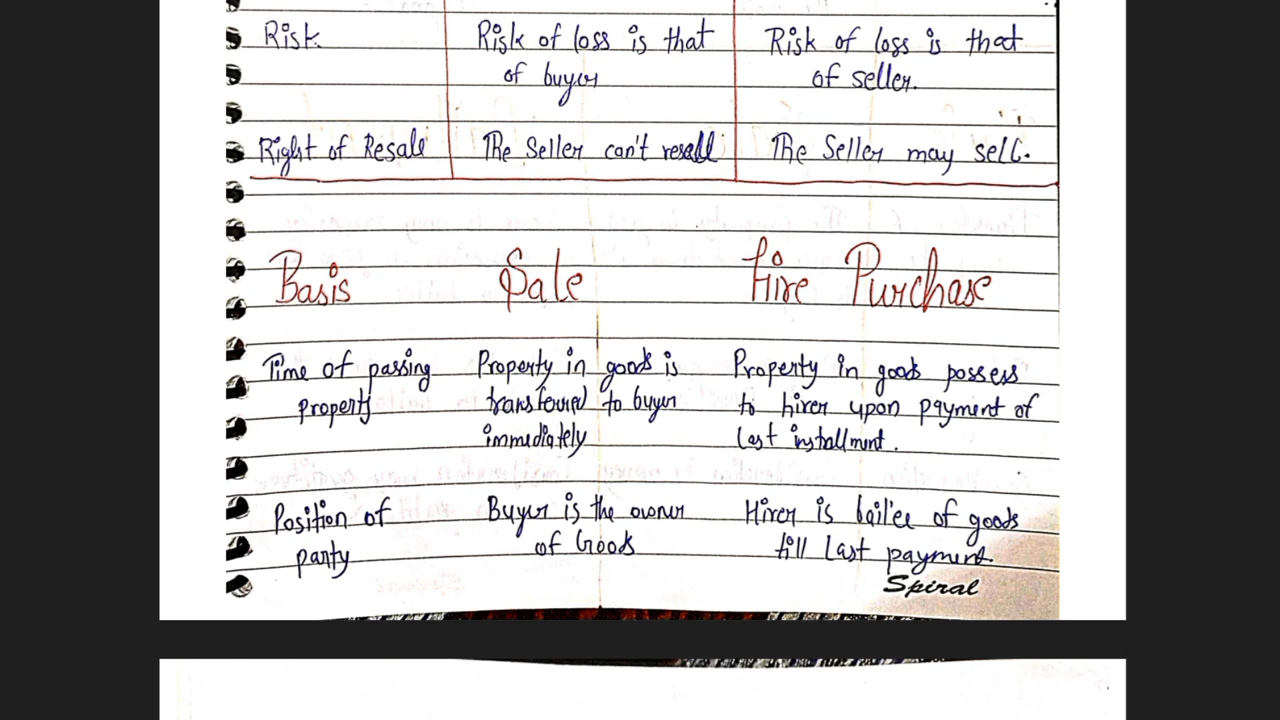 Risk Risk of loss is that Risk of loss is that
of buyer of seller.
Right of Resale The Seller can't resell The Seller may sell.
Basis Sale Hire Purchase
Time of passing Property in goods is Property in goods possess
property transferred to buyer to hirer upon payment of
immediately last installment.
Position of Buyer is the owner Hirer is bailee of goods
party of Goods till last payment.
Spiral